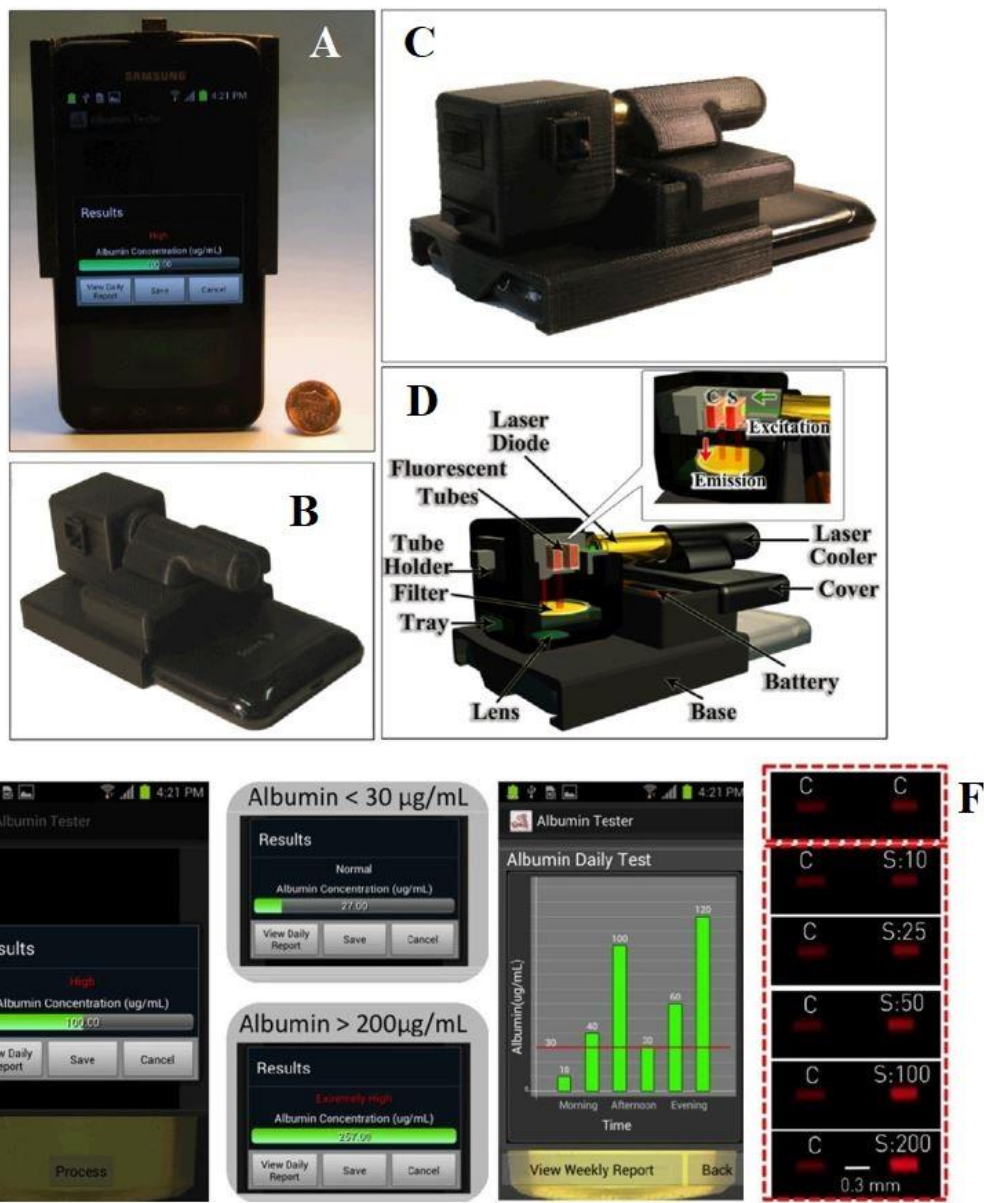 A
SAMSUNG
4:21 PM
Albumin Tester
Results
High
Albumin Concentration (ug/mL)
100.00
View Daily
Report
Save
Cancel
B
C
D
Laser
Diode
Fluorescent
Tubes
Tube
Holder
Filter
Tray
Lens
Base
Battery
Cover
Laser
Cooler
C S
Excitation
Emission
4:21 PM
Albumin Tester
sults
High
Albumin Concentration (ug/mL)
100.00
w Daily
eport
Save
Cancel
Process
Albumin < 30 µg/mL
Results
Normal
Albumin Concentration (ug/mL)
27.00
View Daily
Report
Save
Cancel
Albumin > 200µg/mL
Results
Extremely High
Albumin Concentration (ug/mL)
257.00
View Daily
Report
Save
Cancel
4:21 PM
Albumin Tester
Albumin Daily Test
Albumin(ug/mL)
30
10
40
100
30
60
120
Morning Afternoon Evening
Time
View Weekly Report
Back
F
C C
C S:10
C S:25
C S:50
C S:100
C S:200
0.3 mm